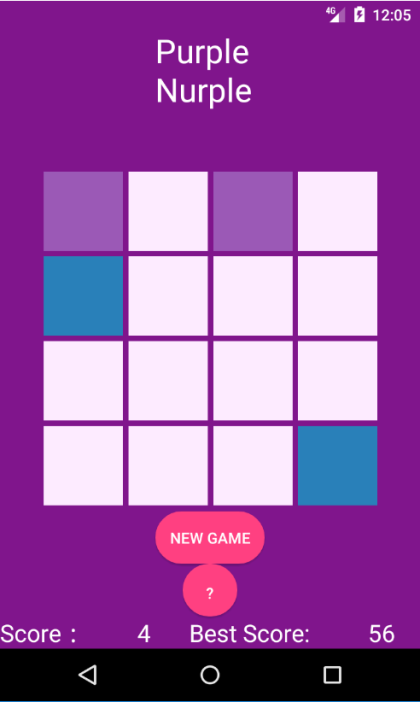 4G 12:05
Purple
Nurple
NEW GAME
?
Score : 4 Best Score: 56